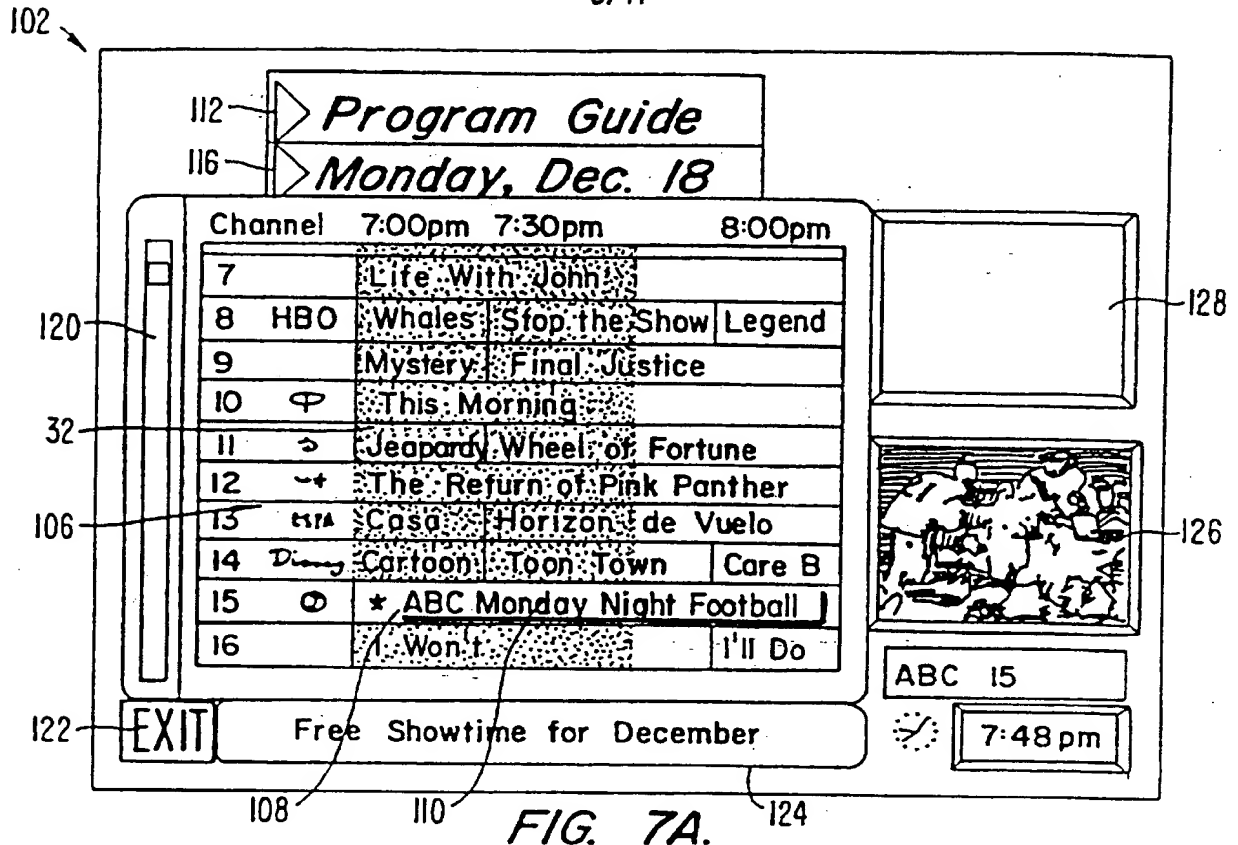 102
112 Program Guide
116 Monday, Dec. 18
Channel 7:00pm 7:30pm 8:00pm
7 Life With John
120 8 HBO Whales Stop the Show Legend 128
9 Mystery Final Justice
10 This Morning
32
11 Jeopardy Wheel of Fortune
12 The Return of Pink Panther
106 13 Casa Horizon de Vuelo 126
14 Disney Cartoon Toon Town Care B
15 * ABC Monday Night Football
16 I Won't I'll Do
ABC 15
122 EXIT Free Showtime for December 7:48pm
108 110 124
FIG. 7A.